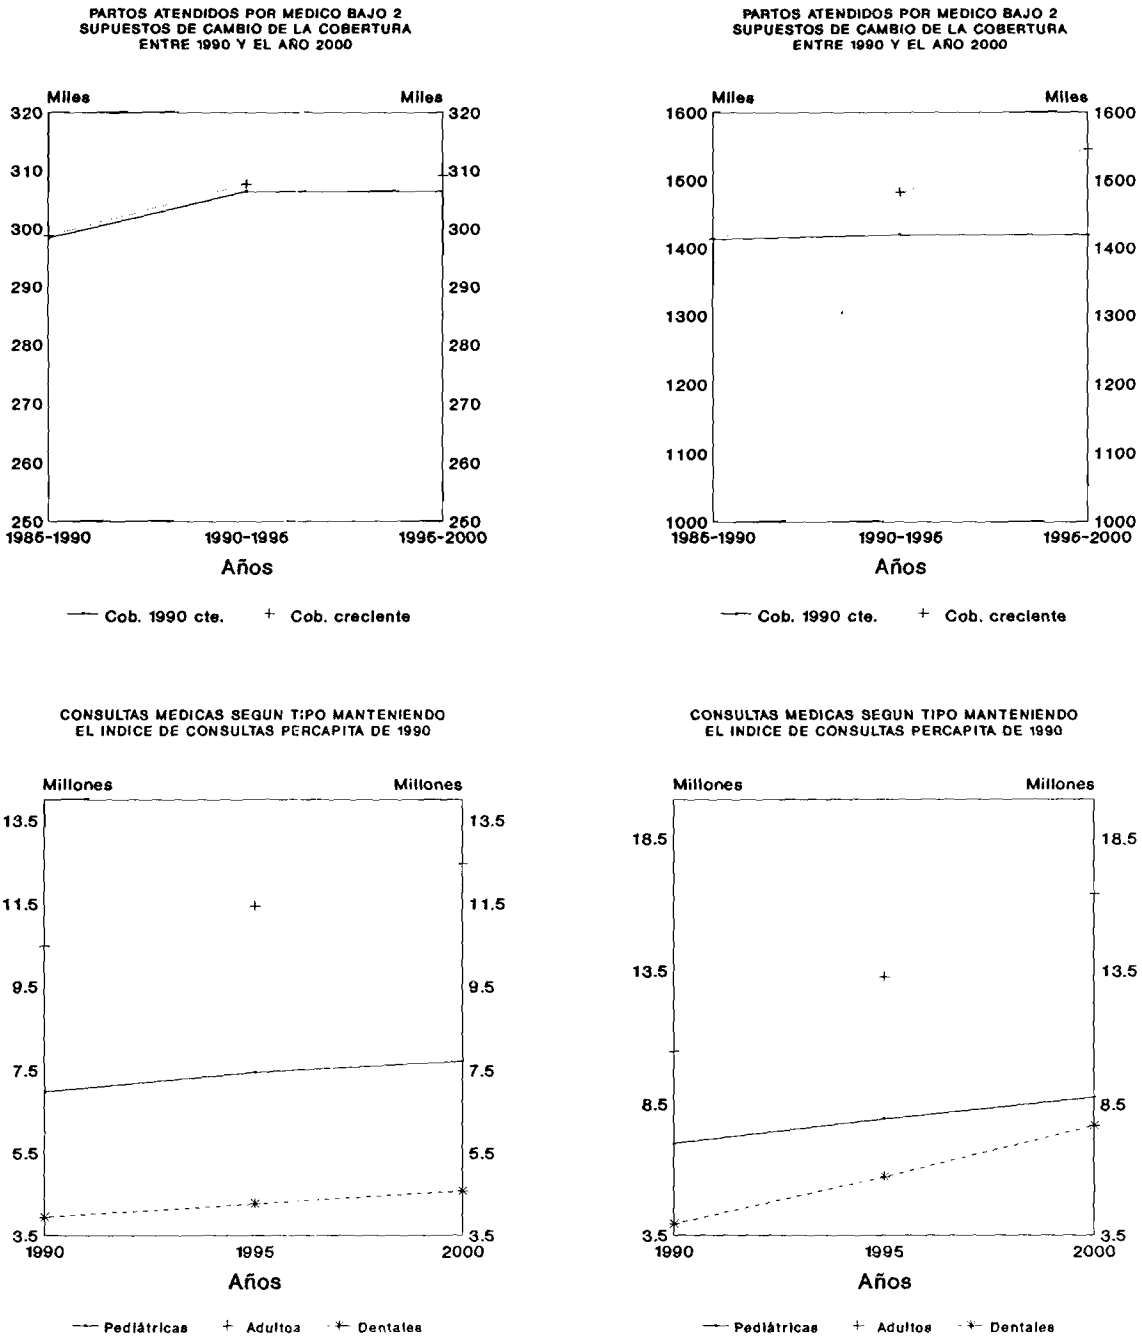 PARTOS ATENDIDOS POR MEDICO BAJO 2
SUPUESTOS DE CAMBIO DE LA COBERTURA
ENTRE 1990 Y EL AÑO 2000
Miles Miles
320 320
310 310
300 300
290 290
280 280
270 270
260 260
250 250
1985-1990 1990-1995 1995-2000
Años
Cob. 1990 cte. Cob. creciente
PARTOS ATENDIDOS POR MEDICO BAJO 2
SUPUESTOS DE CAMBIO DE LA COBERTURA
ENTRE 1990 Y EL AÑO 2000
Miles Miles
1600 1600
1500 1500
1400 1400
1300 1300
1200 1200
1100 1100
1000 1000
1985-1990 1990-1995 1995-2000
Años
Cob. 1990 cte. Cob. creciente
CONSULTAS MEDICAS SEGUN TIPO MANTENIENDO
EL INDICE DE CONSULTAS PERCAPITA DE 1990
Millones Millones
13.5 13.5
11.5 11.5
9.5 9.5
7.5 7.5
5.5 5.5
3.5 3.5
1990 1995 2000
Años
Pediátricas Adultos Dentales
CONSULTAS MEDICAS SEGUN TIPO MANTENIENDO
EL INDICE DE CONSULTAS PERCAPITA DE 1990
Millones Millones
18.5 18.5
13.5 13.5
8.5 8.5
3.5 3.5
1990 1995 2000
Años
Pediátricas Adultos Dentales